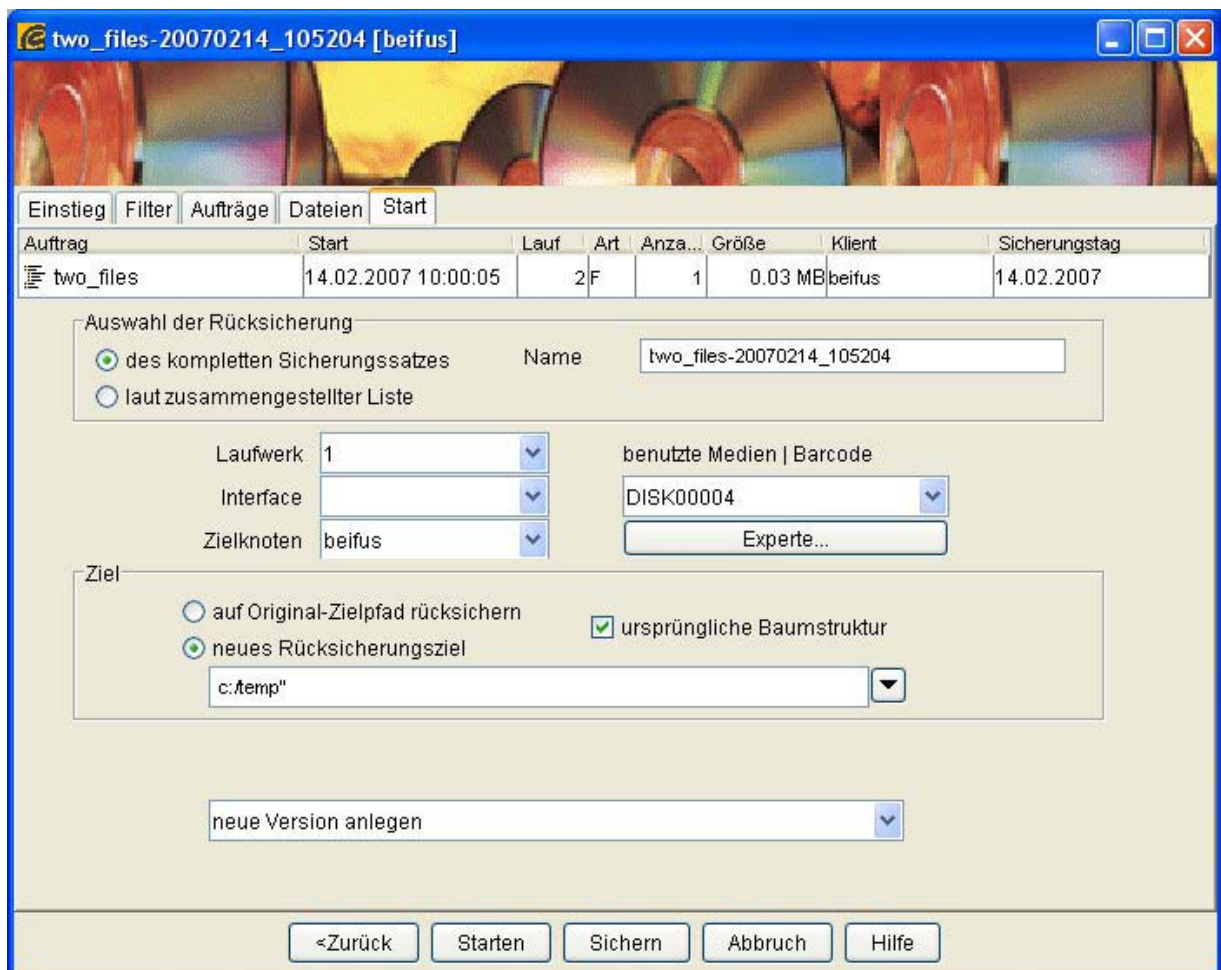 two_files-20070214_105204 [beifus]
Einstieg Filter Aufträge Dateien Start
Auftrag Start Lauf Art Anza... Größe Klient Sicherungstag
two_files 14.02.2007 10:00:05 2 F 1 0.03 MB beifus 14.02.2007
Auswahl der Rücksicherung
des kompletten Sicherungssatzes Name two_files-20070214_105204
laut zusammengestellter Liste
Laufwerk 1 benutzte Medien | Barcode
Interface DISK00004
Zielknoten beifus Experte...
Ziel
auf Original-Zielpfad rücksichern
ursprüngliche Baumstruktur
neues Rücksicherungsziel
c:/temp"
neue Version anlegen
<Zurück Starten Sichern Abbruch Hilfe